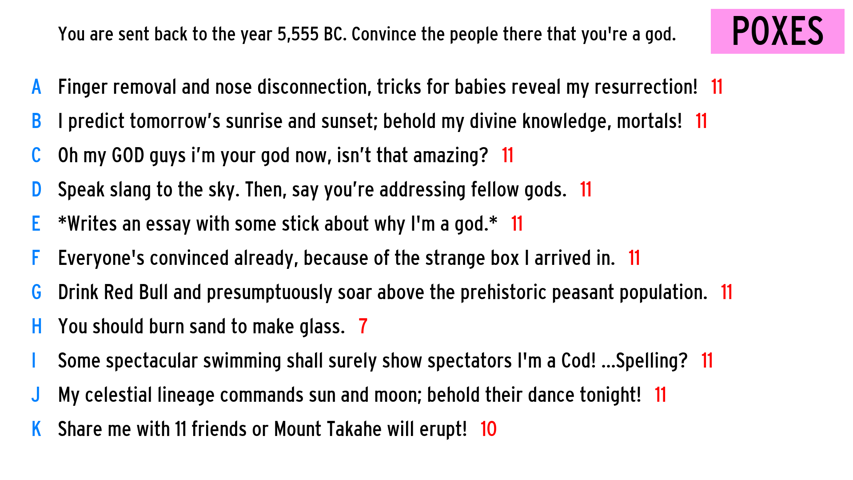 You are sent back to the year 5,555 BC. Convince the people there that you're a god.
POXES
A Finger removal and nose disconnection, tricks for babies reveal my resurrection! 11
B I predict tomorrow’s sunrise and sunset; behold my divine knowledge, mortals! 11
C Oh my GOD guys i’m your god now, isn’t that amazing? 11
D Speak slang to the sky. Then, say you’re addressing fellow gods. 11
E *Writes an essay with some stick about why I'm a god.* 11
F Everyone's convinced already, because of the strange box I arrived in. 11
G Drink Red Bull and presumptuously soar above the prehistoric peasant population. 11
H You should burn sand to make glass. 7
I Some spectacular swimming shall surely show spectators I'm a Cod! ...Spelling? 11
J My celestial lineage commands sun and moon; behold their dance tonight! 11
K Share me with 11 friends or Mount Takahe will erupt! 10